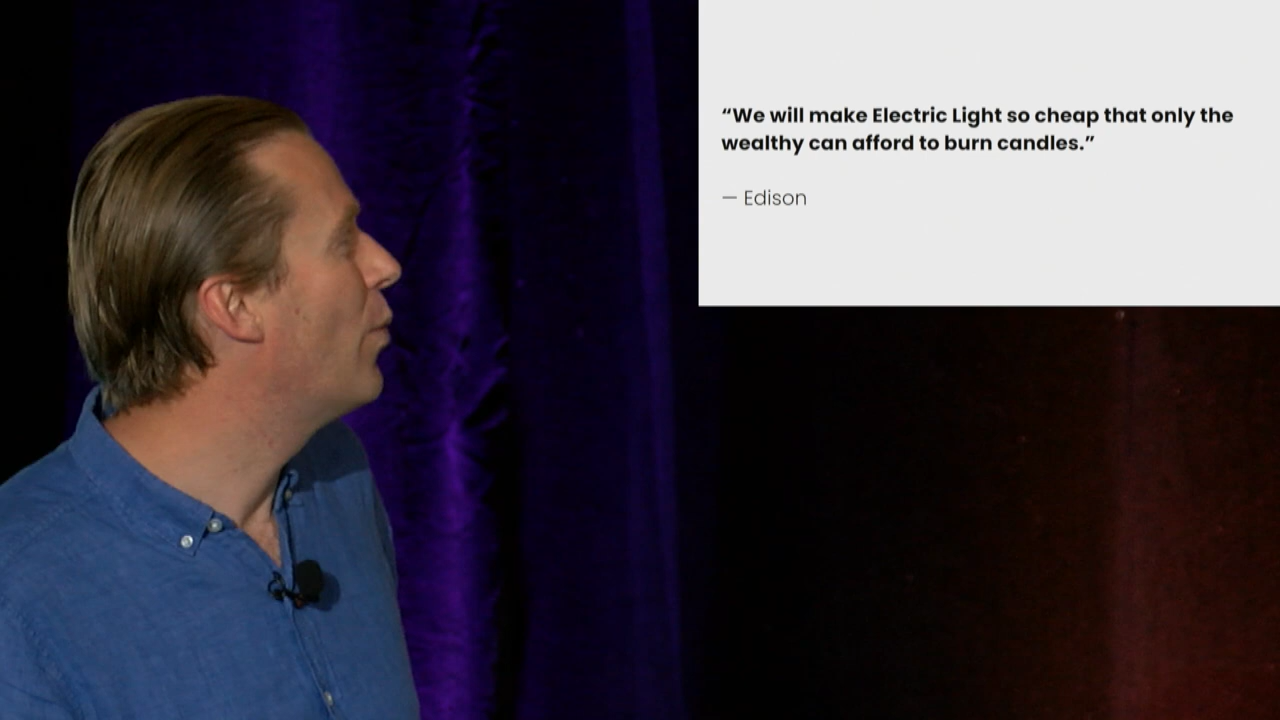 “We will make Electric Light so cheap that only the
wealthy can afford to burn candles.”
— Edison